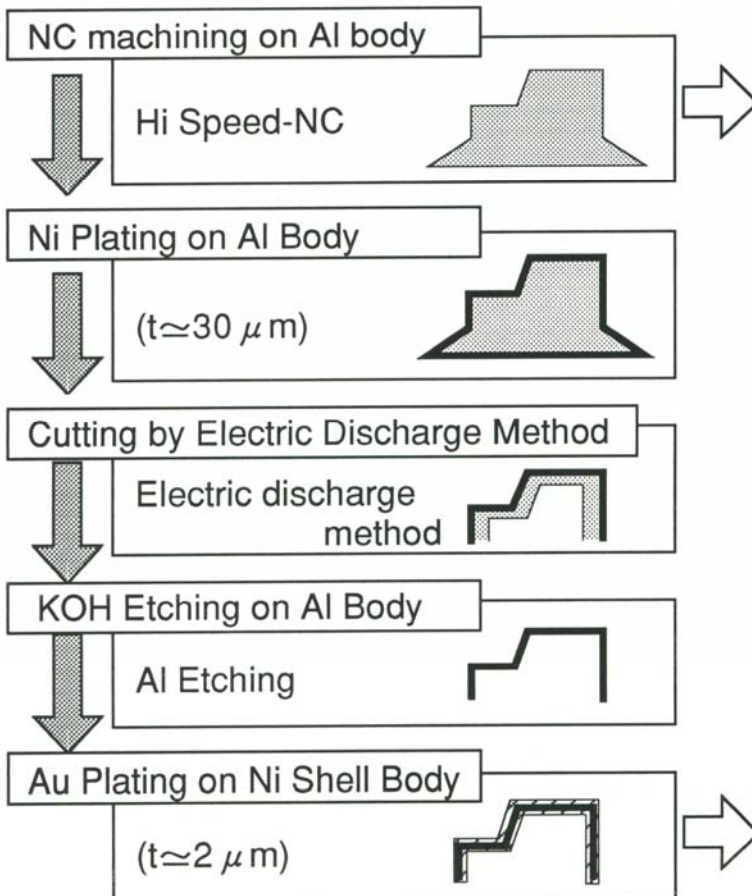 NC machining on Al body
Hi Speed-NC
Ni Plating on Al Body
(t≃30 μm)
Cutting by Electric Discharge Method
Electric discharge
method
KOH Etching on Al Body
Al Etching
Au Plating on Ni Shell Body
(t≃2 μm)